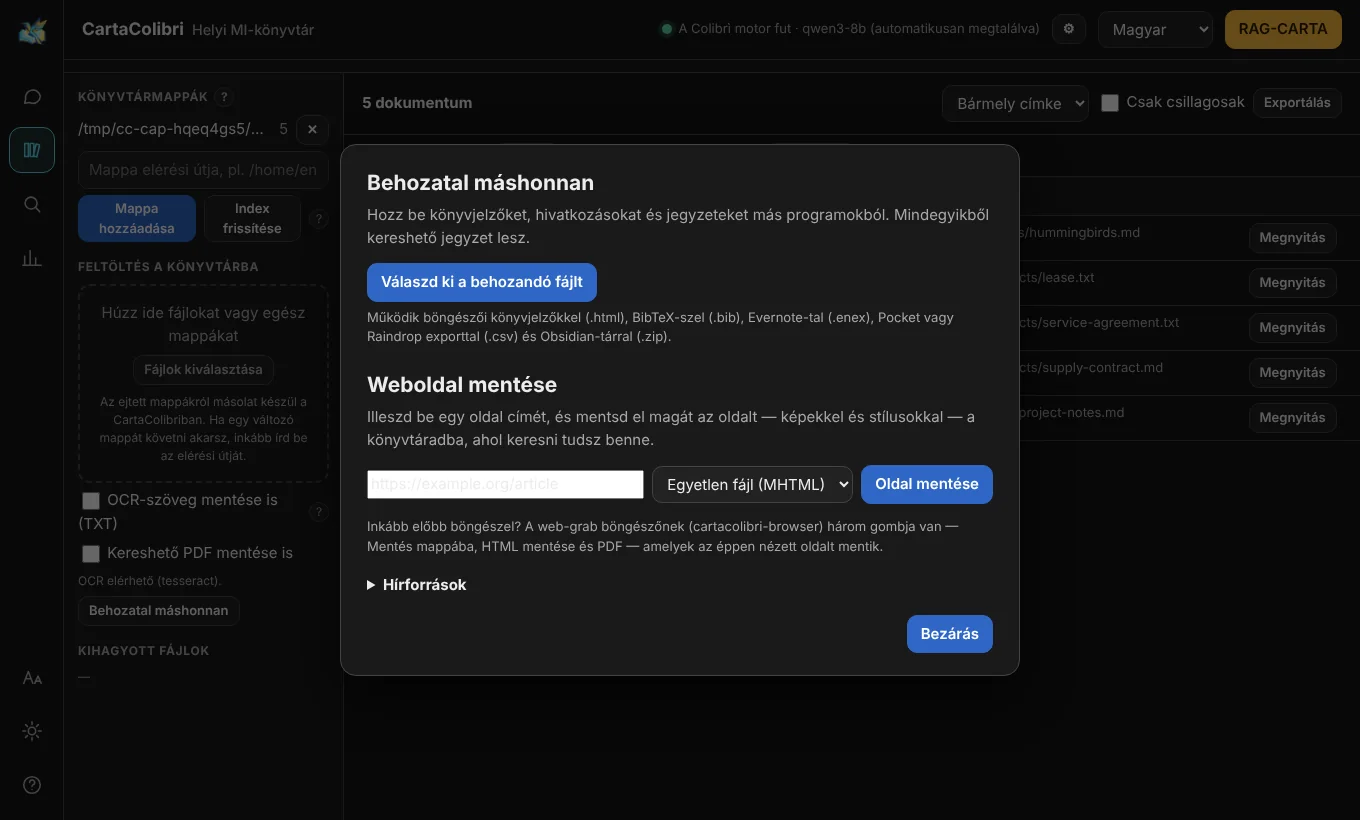 CartaColibri Helyi MI-könyvtár
A Colibrì motor fut · qwen3-8b (automatikusan megtalálva)
Magyar
RAG-CARTA
KÖNYVTÁRMAPPÁK ?
/tmp/cc-cap-hqeq4gs5/... 5 ×
Mappa elérési útja, pl. /home/en
Mappa hozzáadása
Index frissítése
?
FELTÖLTÉS A KÖNYVTÁRBA
Húzz ide fájlokat vagy egész
mappákat
Fájlok kiválasztása
Az ejtett mappákról másolat készül a
CartaColibriban. Ha egy változó
mappát követni akarsz, inkább írd be
az elérési útját.
OCR-szöveg mentése is
(TXT)
?
Kereshető PDF mentése is
OCR elérhető (tesseract).
Behozatal máshonnan
KIHAGYOTT FÁJLOK
—
5 dokumentum
Bármely címke
Csak csillagosak
Exportálás
s/hummingbirds.md
Megnyitás
cts/lease.txt
Megnyitás
cts/service-agreement.txt
Megnyitás
cts/supply-contract.md
Megnyitás
project-notes.md
Megnyitás
Behozatal máshonnan
Hozz be könyvjelzőket, hivatkozásokat és jegyzeteket más programokból. Mindegyikből
kereshető jegyzet lesz.
Válaszd ki a behozandó fájlt
Működik böngészői könyvjelzőkkel (.html), BibTeX-szel (.bib), Evernote-tal (.enex), Pocket vagy
Raindrop exporttal (.csv) és Obsidian-tárral (.zip).
Weboldal mentése
Illeszd be egy oldal címét, és mentsd el magát az oldalt — képekkel és stílusokkal — a
könyvtáradba, ahol keresni tudsz benne.
https://example.org/article
Egyetlen fájl (MHTML)
Oldal mentése
Inkább előbb böngészel? A web-grab böngészőnek (cartacolibri-browser) három gombja van —
Mentés mappába, HTML mentése és PDF — amelyek az éppen nézett oldalt mentik.
Hírforrások
Bezárás
AA
?